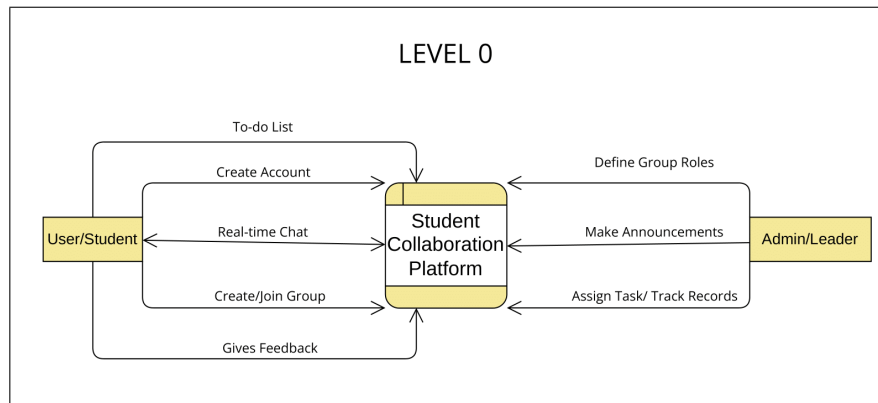 LEVEL 0
To-do List
Create Account
Define Group Roles
User/Student
Real-time Chat
Student
Collaboration
Platform
Make Announcements
Admin/Leader
Create/Join Group
Assign Task/ Track Records
Gives Feedback